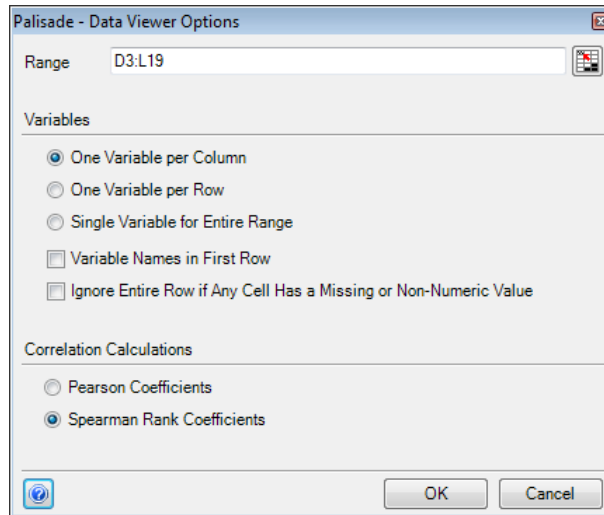 Palisade - Data Viewer Options
Range D3:L19
Variables
One Variable per Column
One Variable per Row
Single Variable for Entire Range
Variable Names in First Row
Ignore Entire Row if Any Cell Has a Missing or Non-Numeric Value
Correlation Calculations
Pearson Coefficients
Spearman Rank Coefficients
OK Cancel